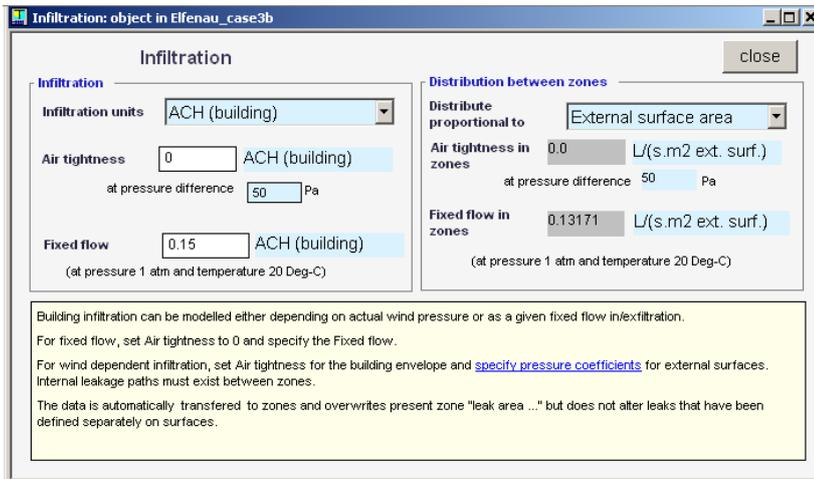 Infiltration: object in Elfenau_case3b
Infiltration
close
Infiltration
Infiltration units
ACH (building)
Air tightness
0
ACH (building)
at pressure difference
50
Pa
Fixed flow
0.15
ACH (building)
(at pressure 1 atm and temperature 20 Deg-C)
Distribution between zones
Distribute
proportional to
External surface area
Air tightness in
zones
0.0
L/(s.m2 ext. surf.)
at pressure difference
50
Pa
Fixed flow in
zones
0.13171
L/(s.m2 ext. surf.)
(at pressure 1 atm and temperature 20 Deg-C)
Building infiltration can be modelled either depending on actual wind pressure or as a given fixed flow in/exfiltration.
For fixed flow, set Air tightness to 0 and specify the Fixed flow.
For wind dependent infiltration, set Air tightness for the building envelope and specify pressure coefficients for external surfaces.
Internal leakage paths must exist between zones.
The data is automatically transfered to zones and overwrites present zone "leak area ..." but does not alter leaks that have been
defined separately on surfaces.